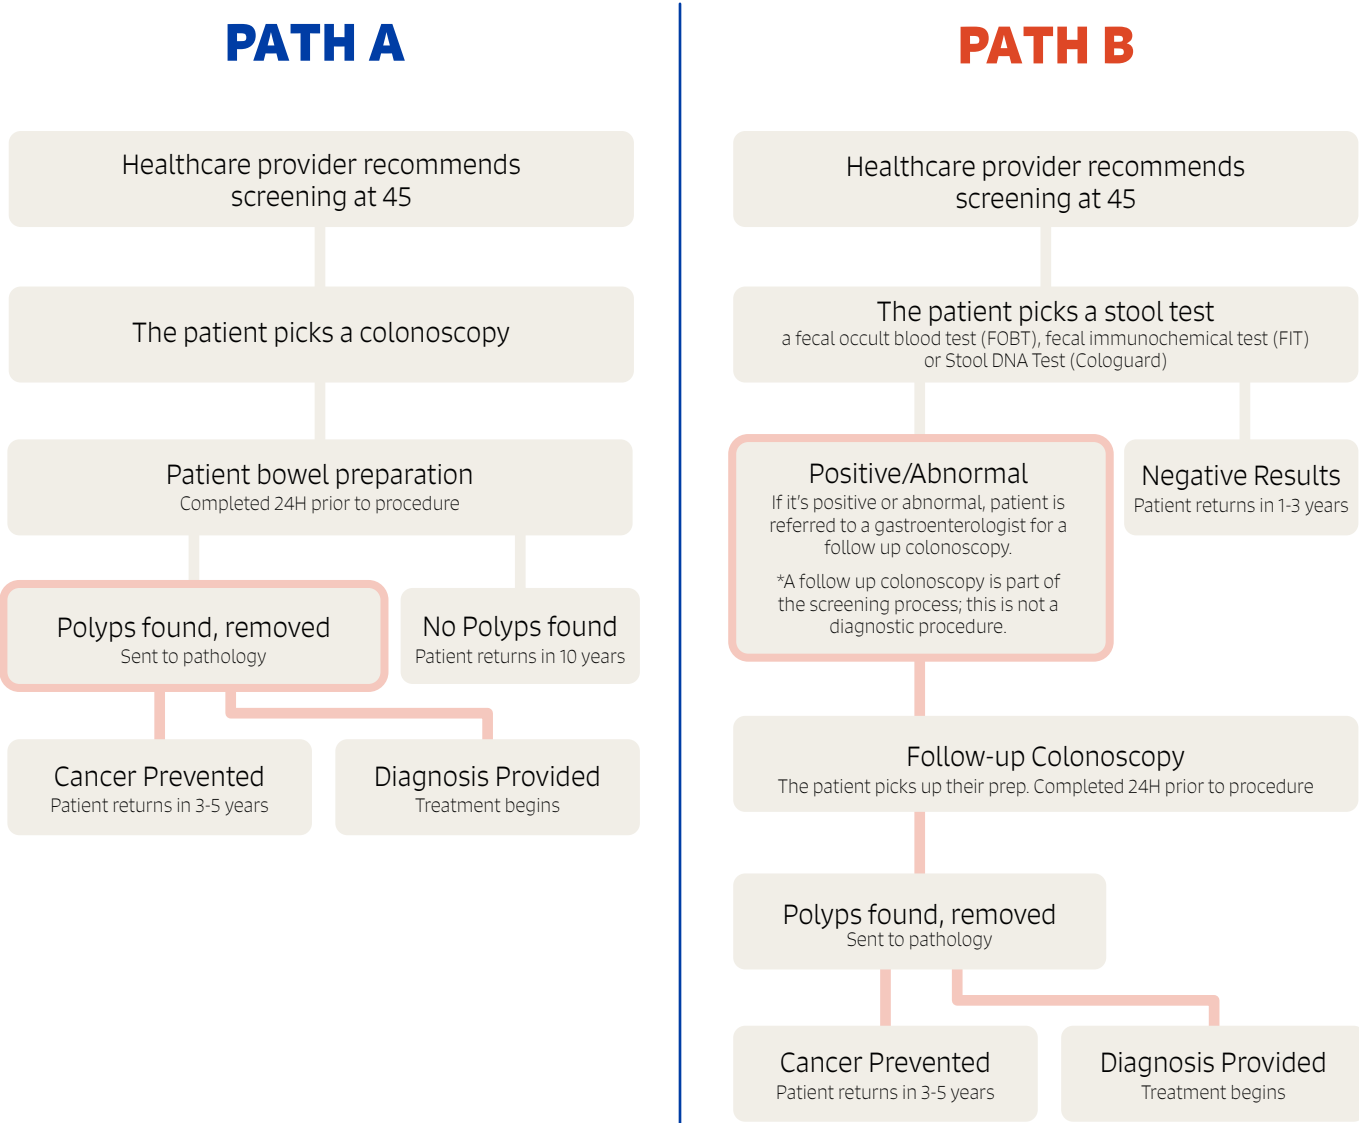 PATH A
Healthcare provider recommends
screening at 45
The patient picks a colonoscopy
Patient bowel preparation
Completed 24H prior to procedure
Polyps found, removed
Sent to pathology
No Polyps found
Patient returns in 10 years
Cancer Prevented
Patient returns in 3-5 years
Diagnosis Provided
Treatment begins
PATH B
Healthcare provider recommends
screening at 45
The patient picks a stool test
a fecal occult blood test (FOBT), fecal immunochemical test (FIT)
or Stool DNA Test (Cologuard)
Positive/Abnormal
If it's positive or abnormal, patient is
referred to a gastroenterologist for a
follow up colonoscopy.
*A follow up colonoscopy is part of
the screening process; this is not a
diagnostic procedure.
Negative Results
Patient returns in 1-3 years
Follow-up Colonoscopy
The patient picks up their prep. Completed 24H prior to procedure
Polyps found, removed
Sent to pathology
Cancer Prevented
Patient returns in 3-5 years
Diagnosis Provided
Treatment begins